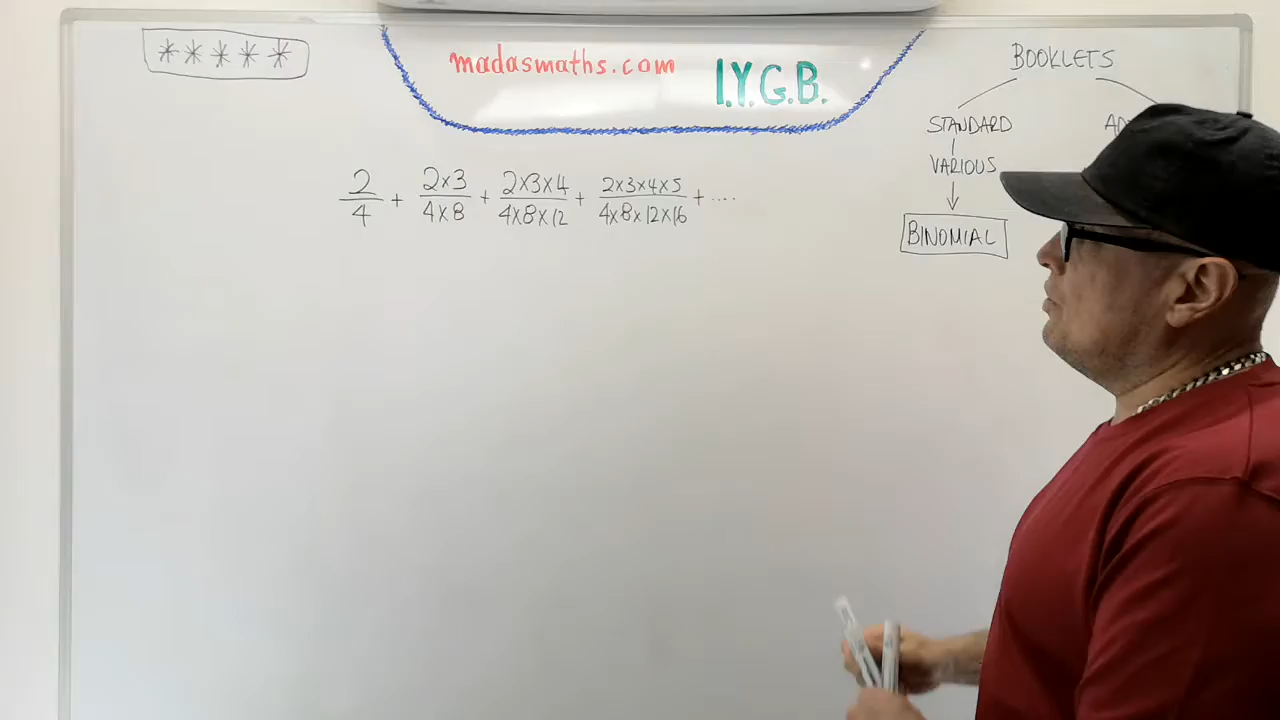 * * * * *
madasmaths.com
I.Y.G.B.
BOOKLETS
STANDARD
VARIOUS
BINOMIAL
2/4 + 2×3/4×8 + 2×3×4/4×8×12 + 2×3×4×5/4×8×12×16 + ....